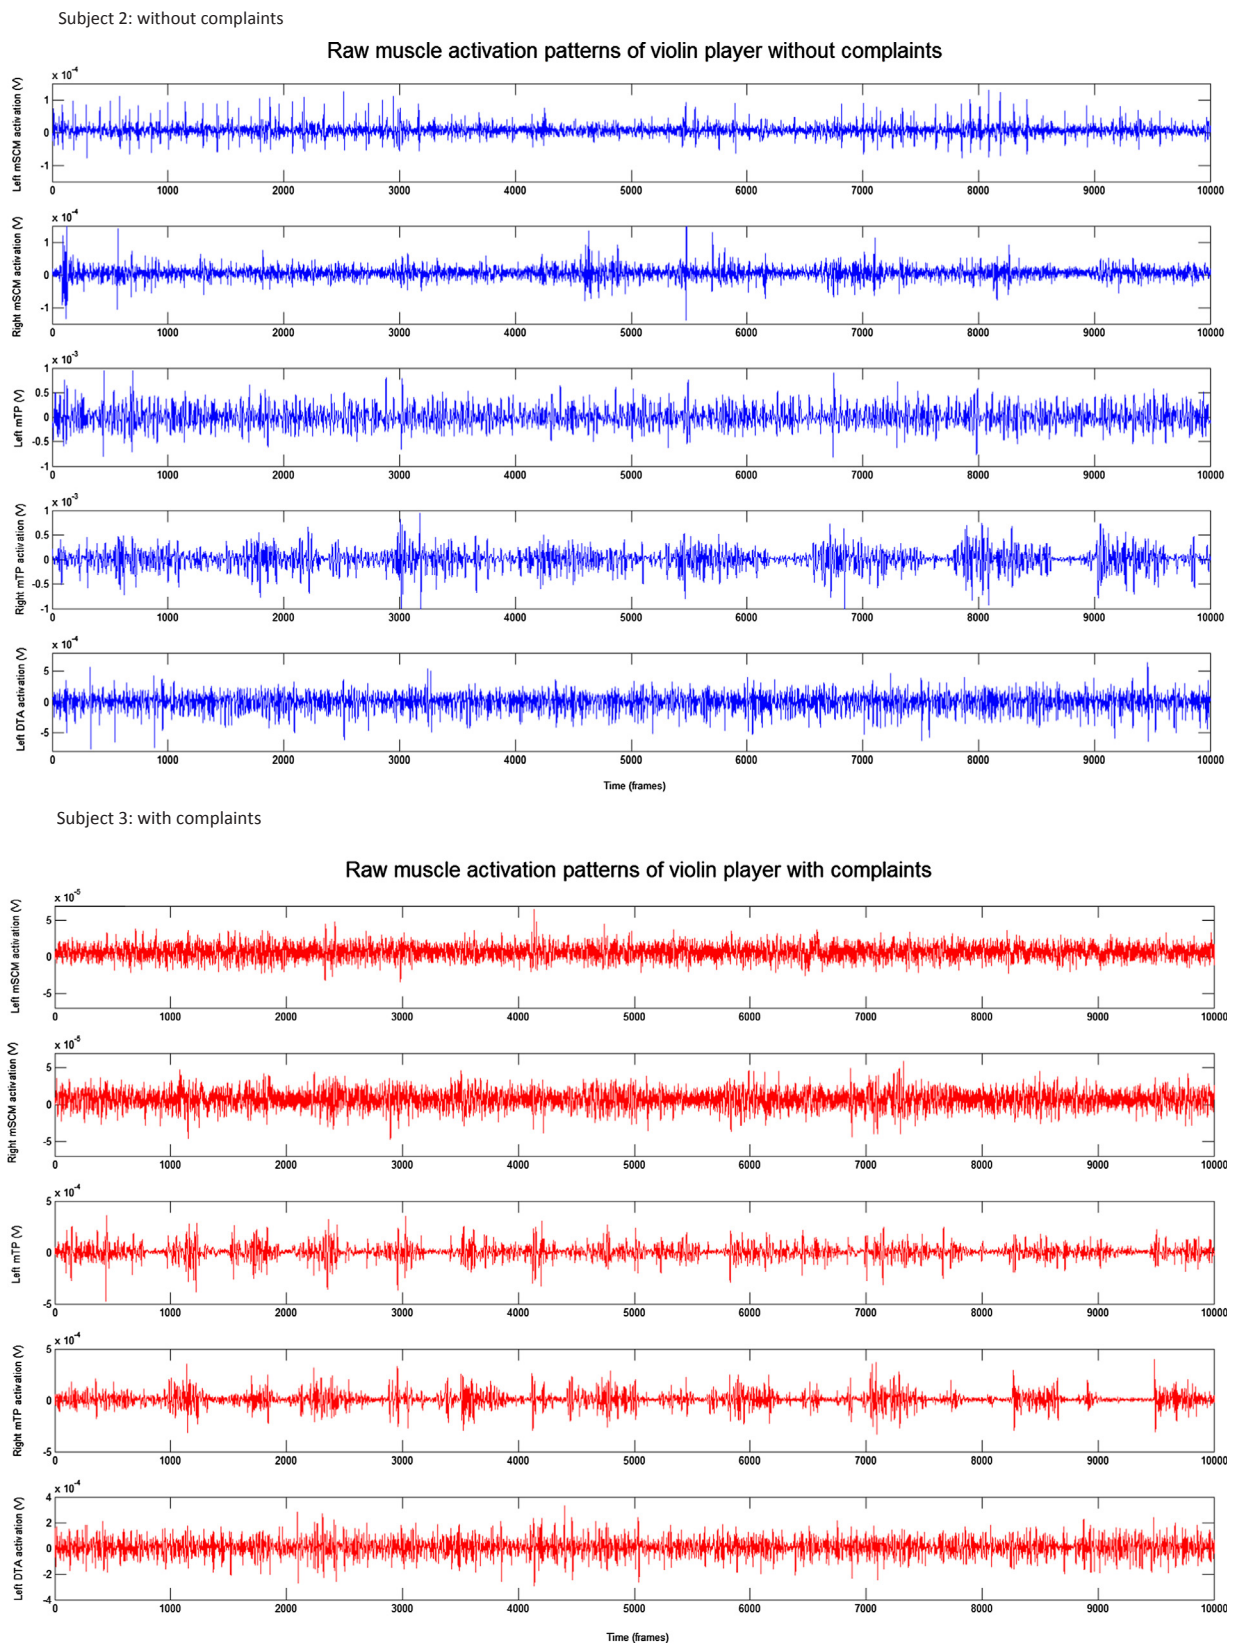 Subject 2: without complaints
Raw muscle activation patterns of violin player without complaints
x 10-4
Left mSCM activation (V)
1
0
-1
0 1000 2000 3000 4000 5000 6000 7000 8000 9000 10000
x 10-4
Right mSCM activation (V)
1
0
-1
0 1000 2000 3000 4000 5000 6000 7000 8000 9000 10000
x 10-3
Left mTP (V)
1
0.5
0
-0.5
-1
0 1000 2000 3000 4000 5000 6000 7000 8000 9000 10000
x 10-3
Right mTP activation (V)
1
0.5
0
-0.5
-1
0 1000 2000 3000 4000 5000 6000 7000 8000 9000 10000
x 10-4
Left DTA activation (V)
5
0
-5
0 1000 2000 3000 4000 5000 6000 7000 8000 9000 10000
Time (frames)
Subject 3: with complaints
Raw muscle activation patterns of violin player with complaints
x 10-5
Left mSCM activation (V)
5
0
-5
0 1000 2000 3000 4000 5000 6000 7000 8000 9000 10000
x 10-5
Right mSCM activation (V)
5
0
-5
0 1000 2000 3000 4000 5000 6000 7000 8000 9000 10000
x 10-4
Left mTP (V)
5
0
-5
0 1000 2000 3000 4000 5000 6000 7000 8000 9000 10000
x 10-4
Right mTP activation (V)
5
0
-5
0 1000 2000 3000 4000 5000 6000 7000 8000 9000 10000
x 10-4
Left DTA activation (V)
4
2
0
-2
-4
0 1000 2000 3000 4000 5000 6000 7000 8000 9000 10000
Time (frames)